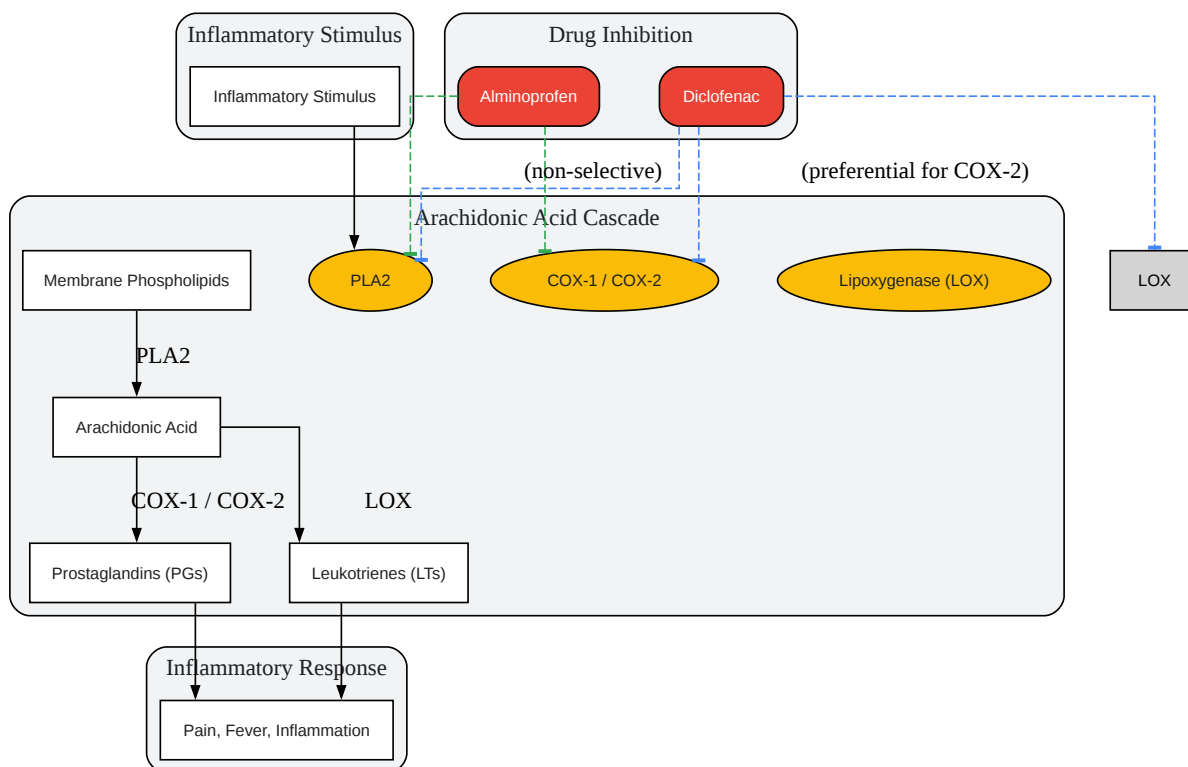 Inflammatory Stimulus
Drug Inhibition
Inflammatory Stimulus
Alminoprofen
Diclofenac
(non-selective)
(preferential for COX-2)
Arachidonic Acid Cascade
Membrane Phospholipids
PLA2
COX-1 / COX-2
Lipoxygenase (LOX)
LOX
PLA2
Arachidonic Acid
COX-1 / COX-2
LOX
Prostaglandins (PGs)
Leukotrienes (LTs)
Inflammatory Response
Pain, Fever, Inflammation